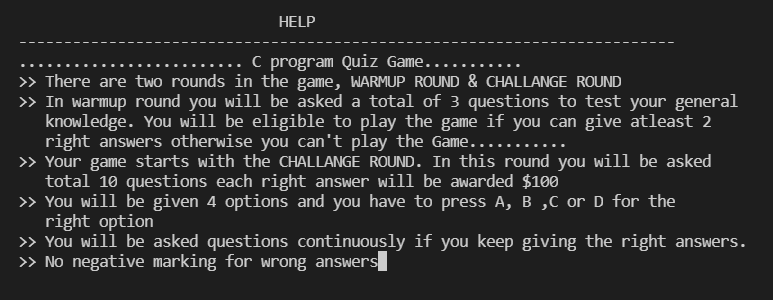 HELP
-------------------------------------------------------------------------
......................... C program Quiz Game...........
>> There are two rounds in the game, WARMUP ROUND & CHALLANGE ROUND
>> In warmup round you will be asked a total of 3 questions to test your general
knowledge. You will be eligible to play the game if you can give atleast 2
right answers otherwise you can't play the Game...........
>> Your game starts with the CHALLANGE ROUND. In this round you will be asked
total 10 questions each right answer will be awarded $100
>> You will be given 4 options and you have to press A, B ,C or D for the
right option
>> You will be asked questions continuously if you keep giving the right answers.
>> No negative marking for wrong answers